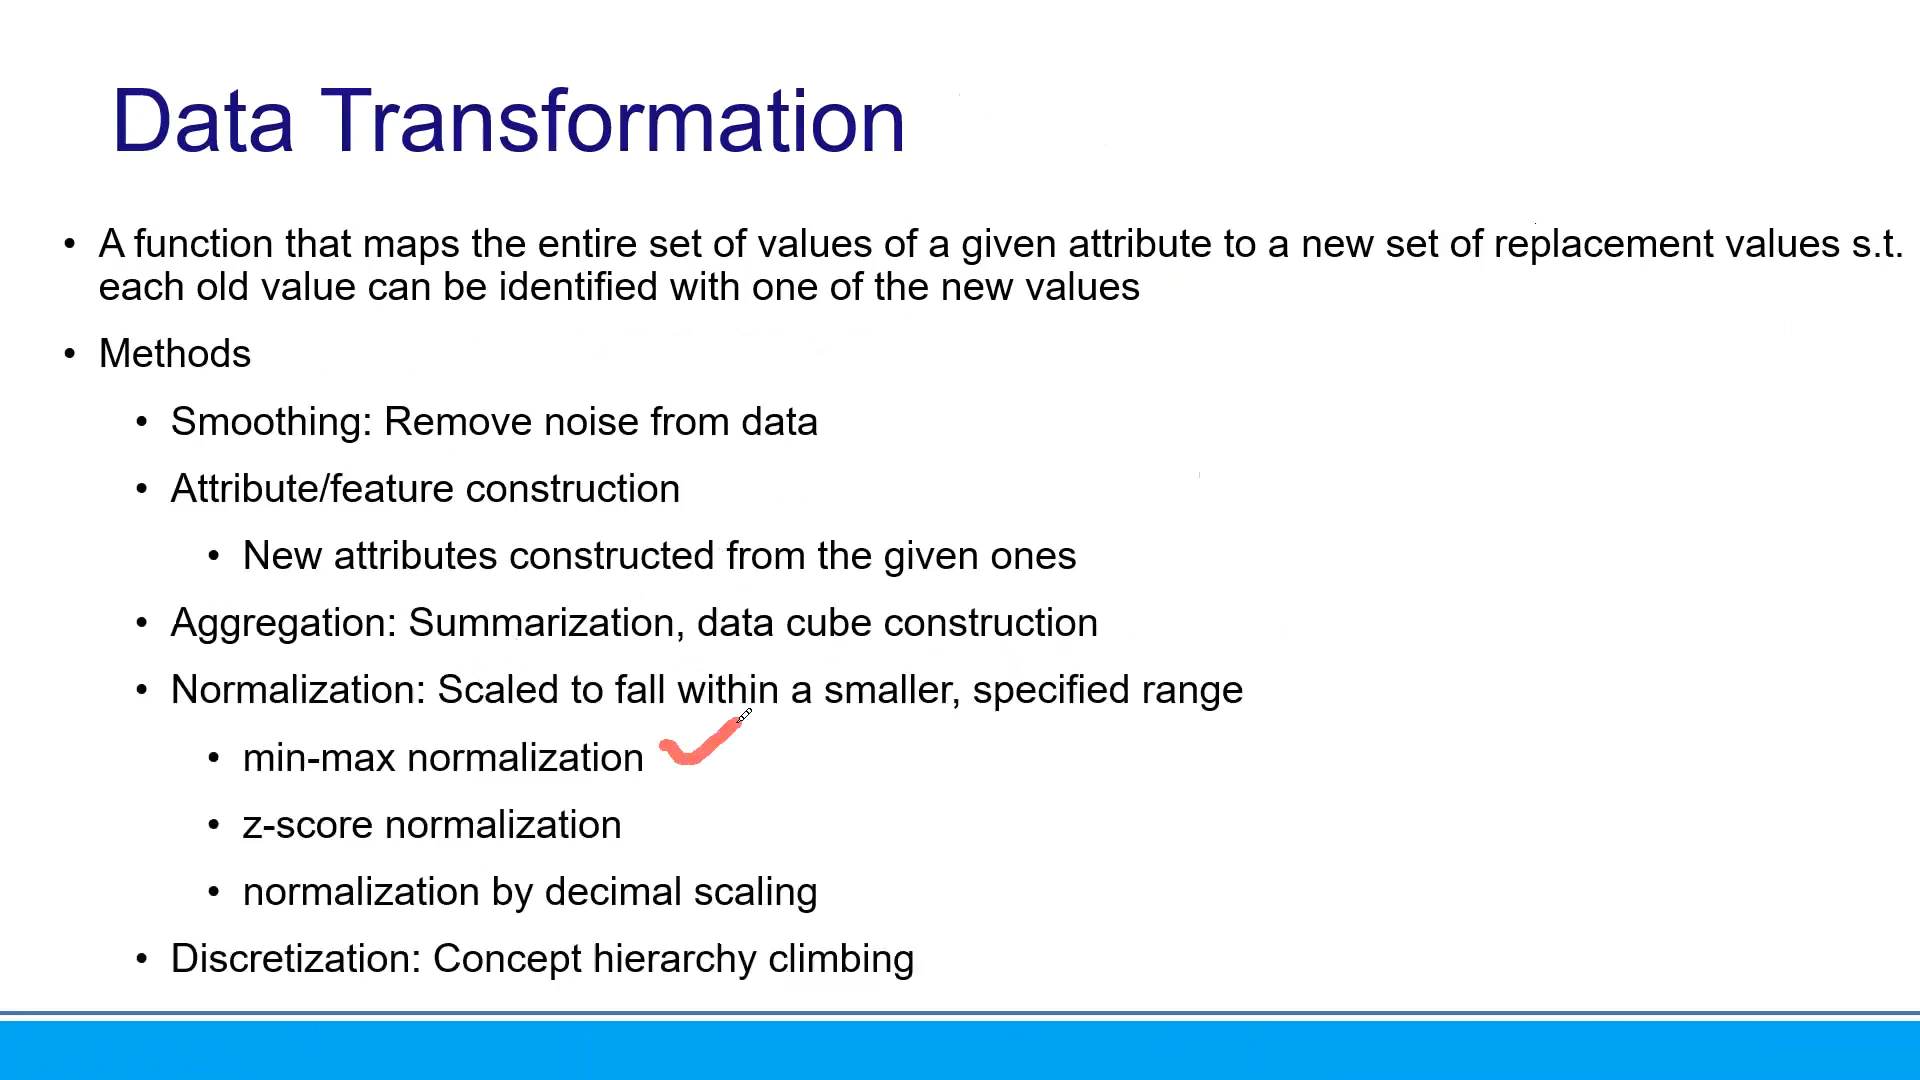 Data Transformation
• A function that maps the entire set of values of a given attribute to a new set of replacement values s.t.
each old value can be identified with one of the new values
• Methods
• Smoothing: Remove noise from data
• Attribute/feature construction
• New attributes constructed from the given ones
• Aggregation: Summarization, data cube construction
• Normalization: Scaled to fall within a smaller, specified range
• min-max normalization
• z-score normalization
• normalization by decimal scaling
• Discretization: Concept hierarchy climbing